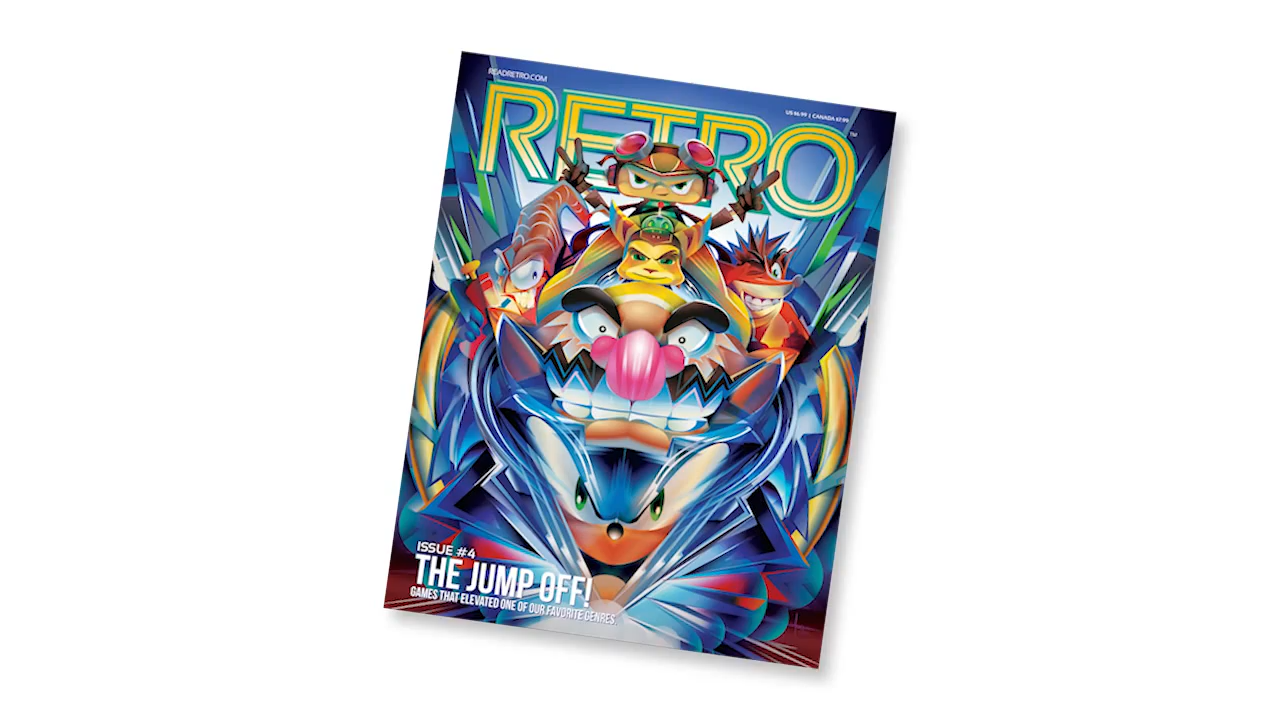 READRETRO.COM
US $6.99 | CANADA $7.99
RETRO™
ISSUE #4
THE JUMP OFF!
GAMES THAT ELEVATED ONE OF OUR FAVORITE GENRES.